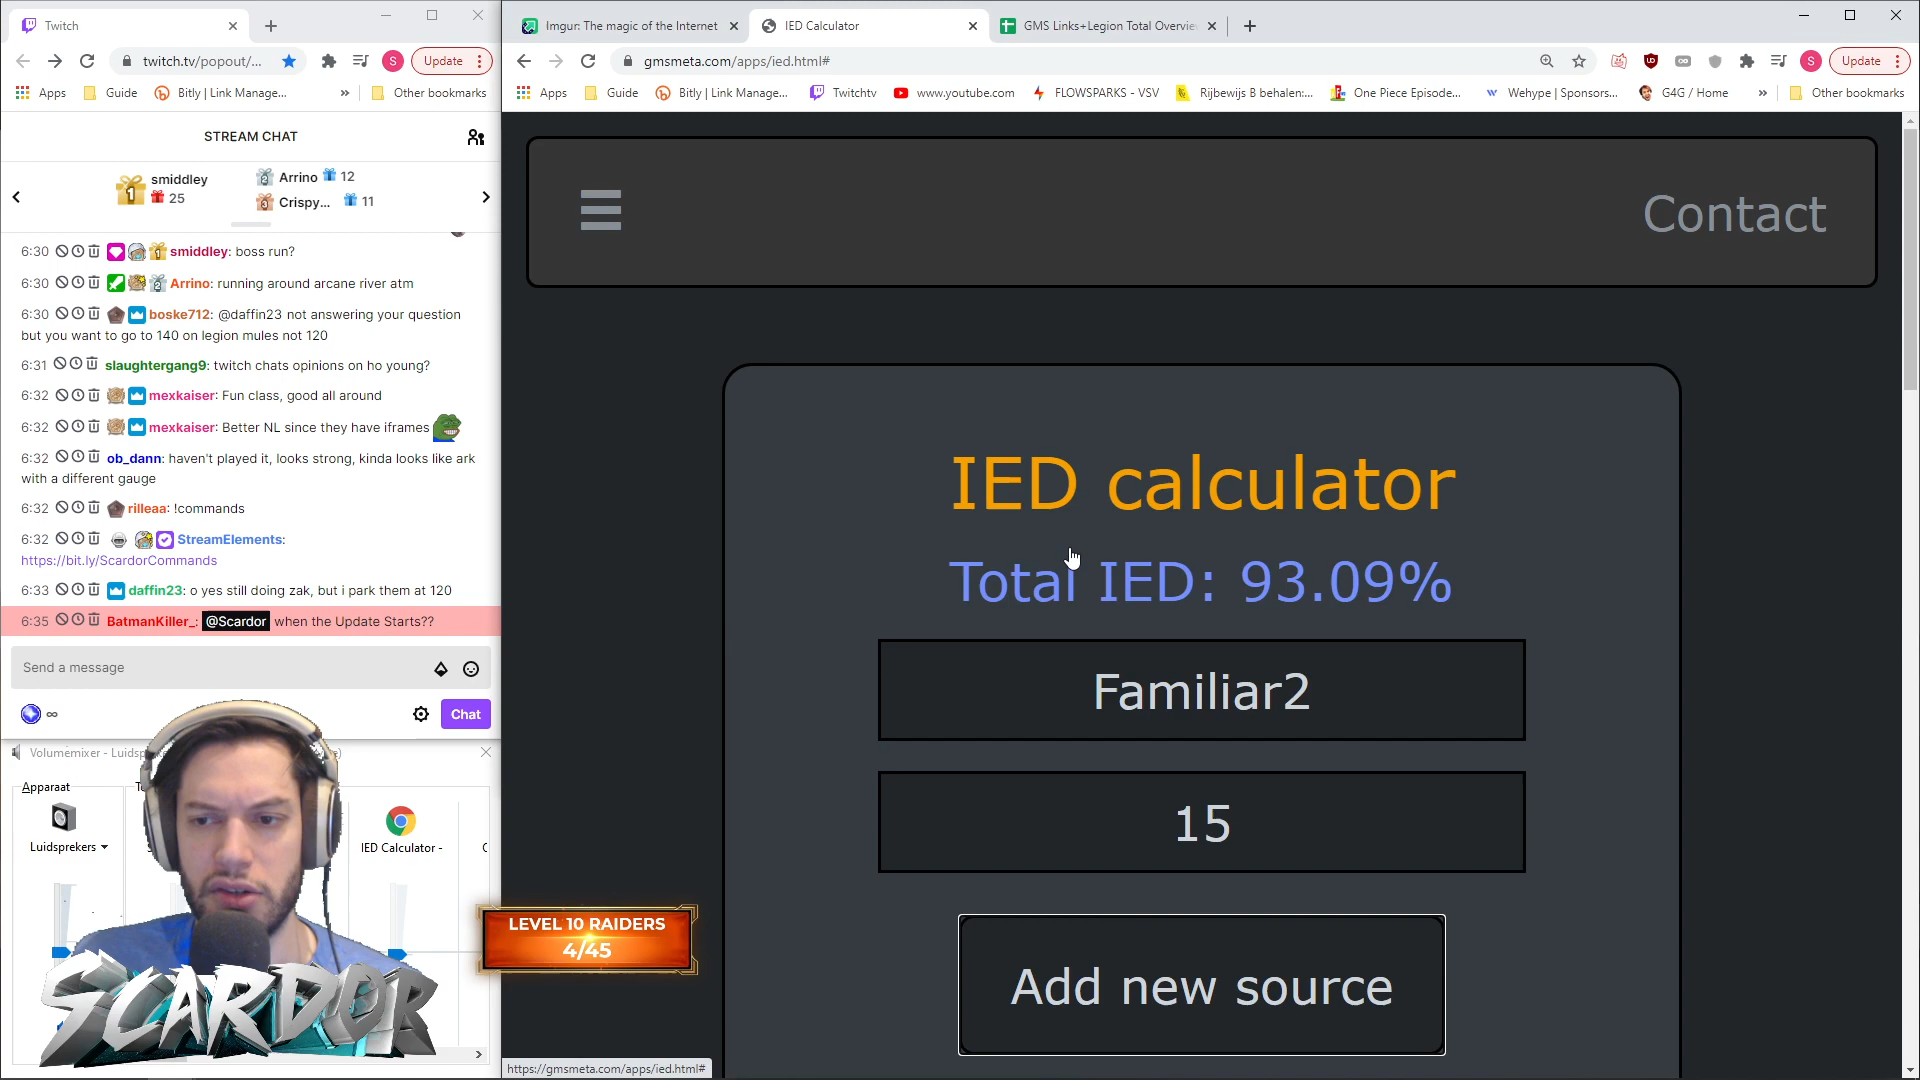 Twitch
twitch.tv/popout/...
Update
Apps
Guide
Bitly | Link Manage...
»
Other bookmarks
STREAM CHAT
smiddley
25
Arrino 12
Crispy... 11
6:30 smiddley: boss run?
6:30 Arrino: running around arcane river atm
6:30 boske712: @daffin23 not answering your question
but you want to go to 140 on legion mules not 120
6:31 slaughtergang9: twitch chats opinions on ho young?
6:32 mexkaiser: Fun class, good all around
6:32 mexkaiser: Better NL since they have iframes
6:32 ob_dann: haven't played it, looks strong, kinda looks like ark
with a different gauge
6:32 rilleaa: !commands
6:32 StreamElements:
https://bit.ly/ScardorCommands
6:33 daffin23: o yes still doing zak, but i park them at 120
6:35 BatmanKiller_: @Scardor when the Update Starts??
Send a message
∞
Chat
Volumemixer - Luidspr
Apparaat
Luidsprekers
IED Calculator -
SCARDOR
LEVEL 10 RAIDERS
4/45
Imgur: The magic of the Internet
IED Calculator
GMS Links+Legion Total Overvie
gmsmeta.com/apps/ied.html#
Update
Apps
Guide
Bitly | Link Manage...
Twitchtv
www.youtube.com
FLOWSPARKS - VSV
Rijbewijs B behalen:...
One Piece Episode...
Wehype | Sponsors...
G4G / Home
»
Other bookmarks
Contact
IED calculator
Total IED: 93.09%
Familiar2
15
Add new source
https://gmsmeta.com/apps/ied.html#